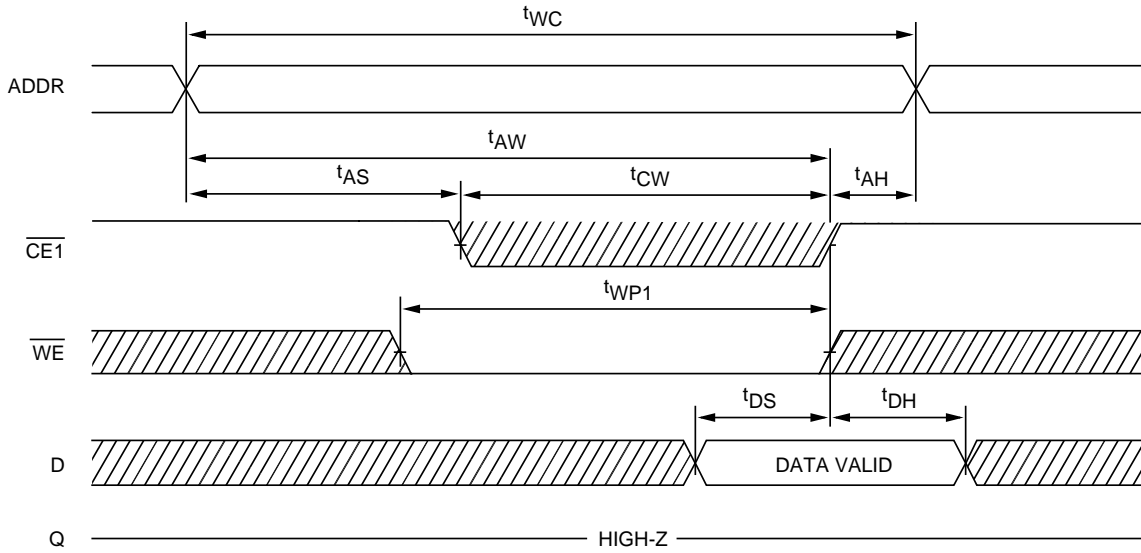 tWC
ADDR
tAW
tAS
tCW
tAH
CE1
tWP1
WE
tDS
tDH
D
DATA VALID
Q
HIGH-Z